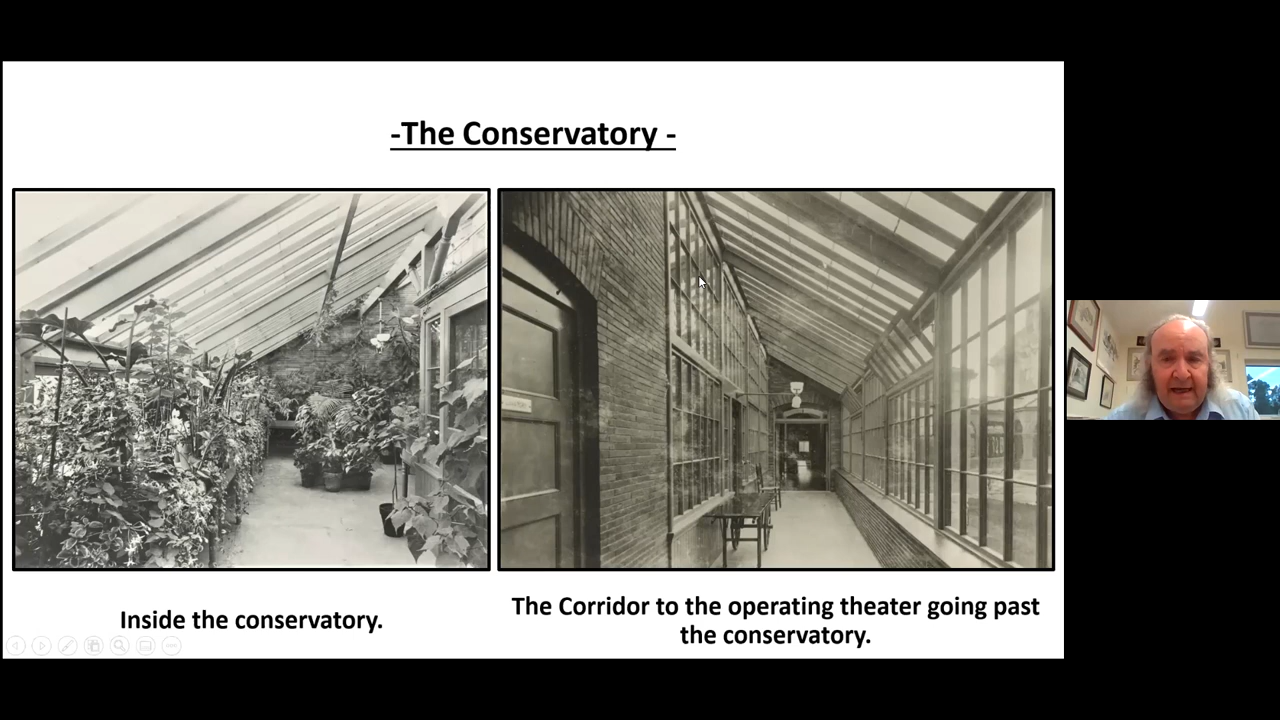 -The Conservatory -
Inside the conservatory.
The Corridor to the operating theater going past
the conservatory.